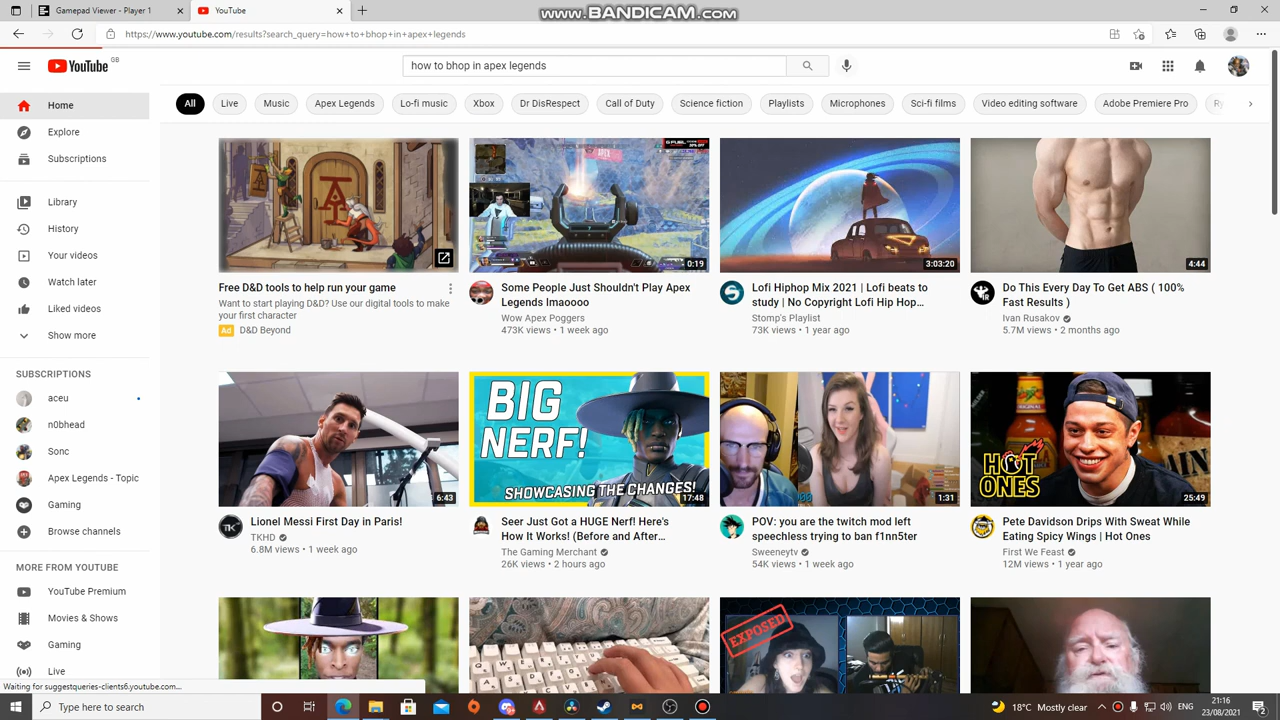 Gamepad Viewer - Player 1
YouTube
www.BANDICAM.com
https://www.youtube.com/results?search_query=how+to+bhop+in+apex+legends
YouTube GB
how to bhop in apex legends
All
Live
Music
Apex Legends
Lo-fi music
Xbox
Dr DisRespect
Call of Duty
Science fiction
Playlists
Microphones
Sci-fi films
Video editing software
Adobe Premiere Pro
Ry
Home
Explore
Subscriptions
Library
History
Your videos
Watch later
Liked videos
Show more
SUBSCRIPTIONS
aceu
n0bhead
Sonc
Apex Legends - Topic
Gaming
Browse channels
MORE FROM YOUTUBE
YouTube Premium
Movies & Shows
Gaming
Live
Free D&D tools to help run your game
Want to start playing D&D? Use our digital tools to make
your first character
Ad D&D Beyond
0:19
Some People Just Shouldn't Play Apex
Legends lmaoooo
Wow Apex Poggers
473K views • 1 week ago
3:03:20
Lofi Hiphop Mix 2021 | Lofi beats to
study | No Copyright Lofi Hip Hop...
Stomp's Playlist
73K views • 1 year ago
4:44
Do This Every Day To Get ABS ( 100%
Fast Results )
Ivan Rusakov
5.7M views • 2 months ago
6:43
Lionel Messi First Day in Paris!
TKHD
6.8M views • 1 week ago
BIG
NERF!
SHOWCASING THE CHANGES!
17:48
Seer Just Got a HUGE Nerf! Here's
How It Works! (Before and After...
The Gaming Merchant
26K views • 2 hours ago
1:31
POV: you are the twitch mod left
speechless trying to ban f1nn5ter
Sweeneytv
54K views • 1 week ago
HOT
ONES
25:49
Pete Davidson Drips With Sweat While
Eating Spicy Wings | Hot Ones
First We Feast
12M views • 1 year ago
EXPOSED
Waiting for suggestqueries-clients6.youtube.com...
Type here to search
18°C Mostly clear
ENG
21:16
23/08/2021
2